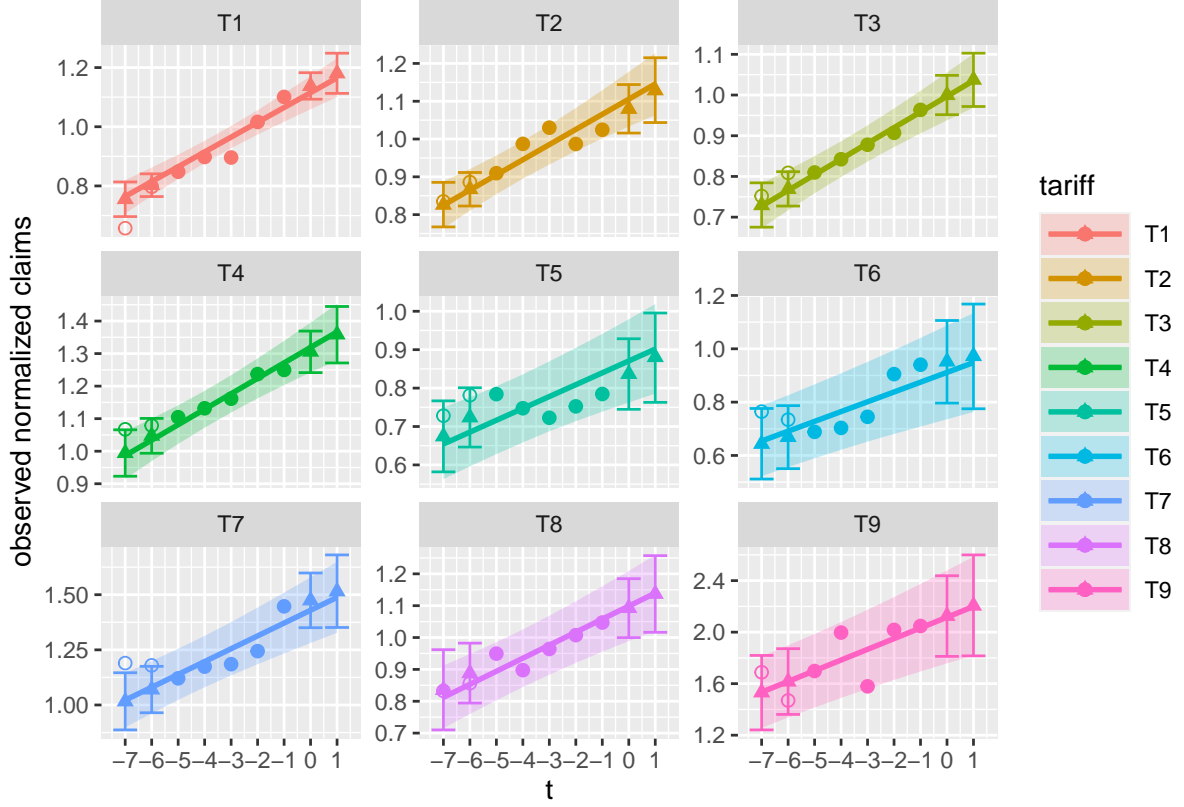 T1 T2 T3
1.2
1.0
0.8
1.2
1.1
1.0
0.9
0.8
1.1
1.0
0.9
0.8
0.7
T4 T5 T6
1.4
1.3
1.2
1.1
1.0
0.9
1.0
0.9
0.8
0.7
0.6
1.2
1.0
0.8
0.6
T7 T8 T9
1.50
1.25
1.00
1.2
1.1
1.0
0.9
0.8
0.7
2.4
2.0
1.6
1.2
−7 −6 −5 −4 −3 −2 −1 0 1
−7 −6 −5 −4 −3 −2 −1 0 1
−7 −6 −5 −4 −3 −2 −1 0 1
t
observed normalized claims
tariff
T1
T2
T3
T4
T5
T6
T7
T8
T9